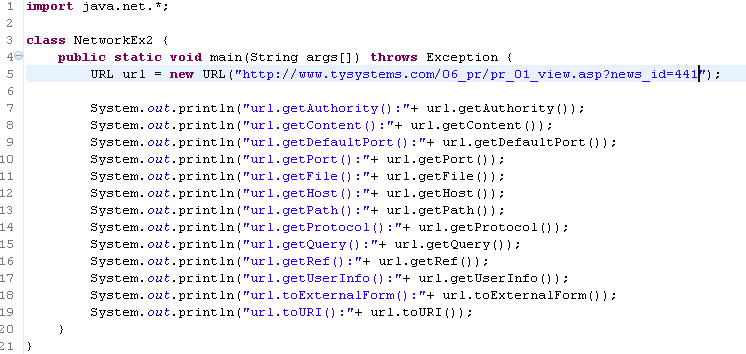 1 import java.net.*;
2
3 class NetworkEx2 {
4 public static void main(String args[]) throws Exception {
5 URL url = new URL("http://www.tysystems.com/06_pr/pr_01_view.asp?news_id=441");
6
7 System.out.println("url.getAuthority():"+ url.getAuthority());
8 System.out.println("url.getContent():"+ url.getContent());
9 System.out.println("url.getDefaultPort():"+ url.getDefaultPort());
10 System.out.println("url.getPort():"+ url.getPort());
11 System.out.println("url.getFile():"+ url.getFile());
12 System.out.println("url.getHost():"+ url.getHost());
13 System.out.println("url.getPath():"+ url.getPath());
14 System.out.println("url.getProtocol():"+ url.getProtocol());
15 System.out.println("url.getQuery():"+ url.getQuery());
16 System.out.println("url.getRef():"+ url.getRef());
17 System.out.println("url.getUserInfo():"+ url.getUserInfo());
18 System.out.println("url.toExternalForm():"+ url.toExternalForm());
19 System.out.println("url.toURI():"+ url.toURI());
20 }
21 }